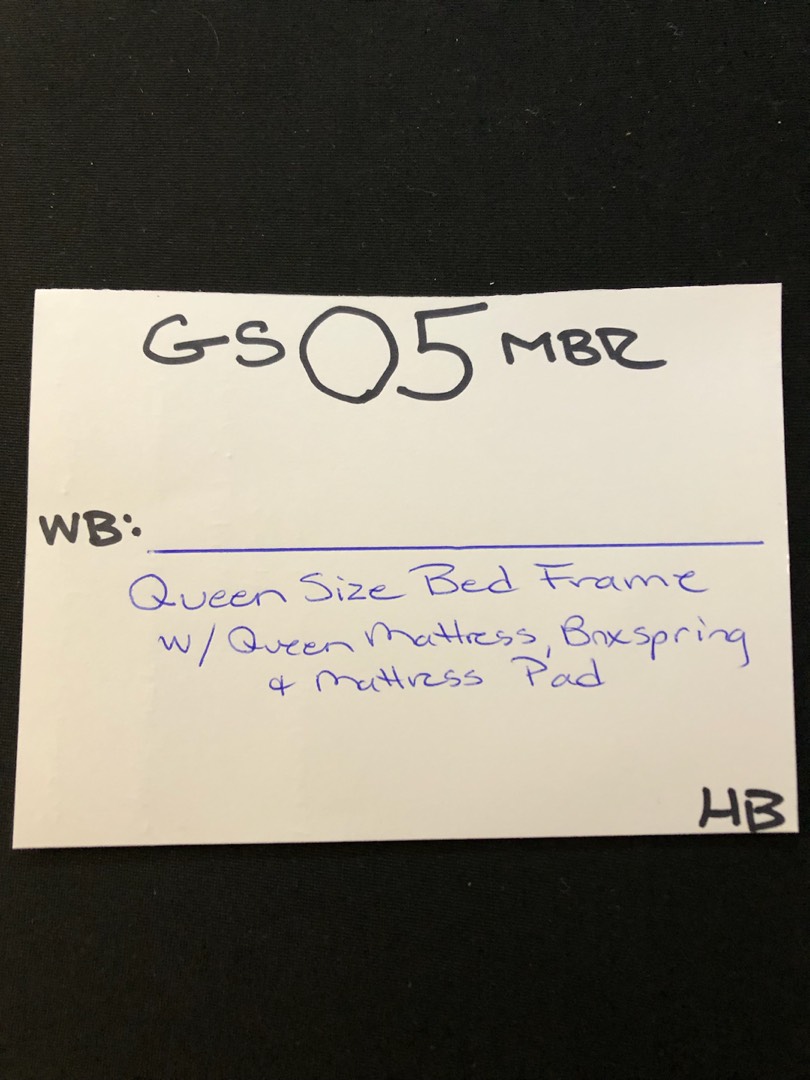 GS 05 MBR
WB:
Queen Size Bed Frame
w/ Queen Mattress, Boxspring
& Mattress Pad
HB